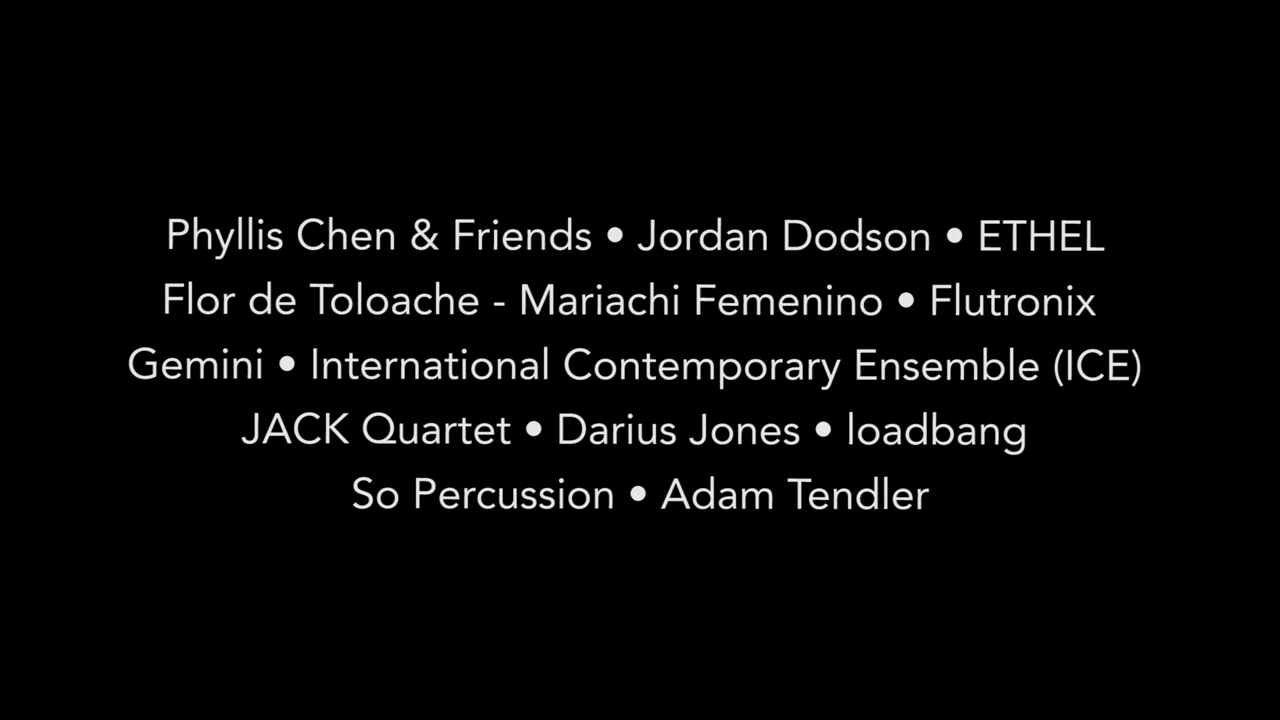 Phyllis Chen & Friends • Jordan Dodson • ETHEL
Flor de Toloache - Mariachi Femenino • Flutronix
Gemini • International Contemporary Ensemble (ICE)
JACK Quartet • Darius Jones • loadbang
So Percussion • Adam Tendler